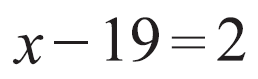 x − 19 = 2